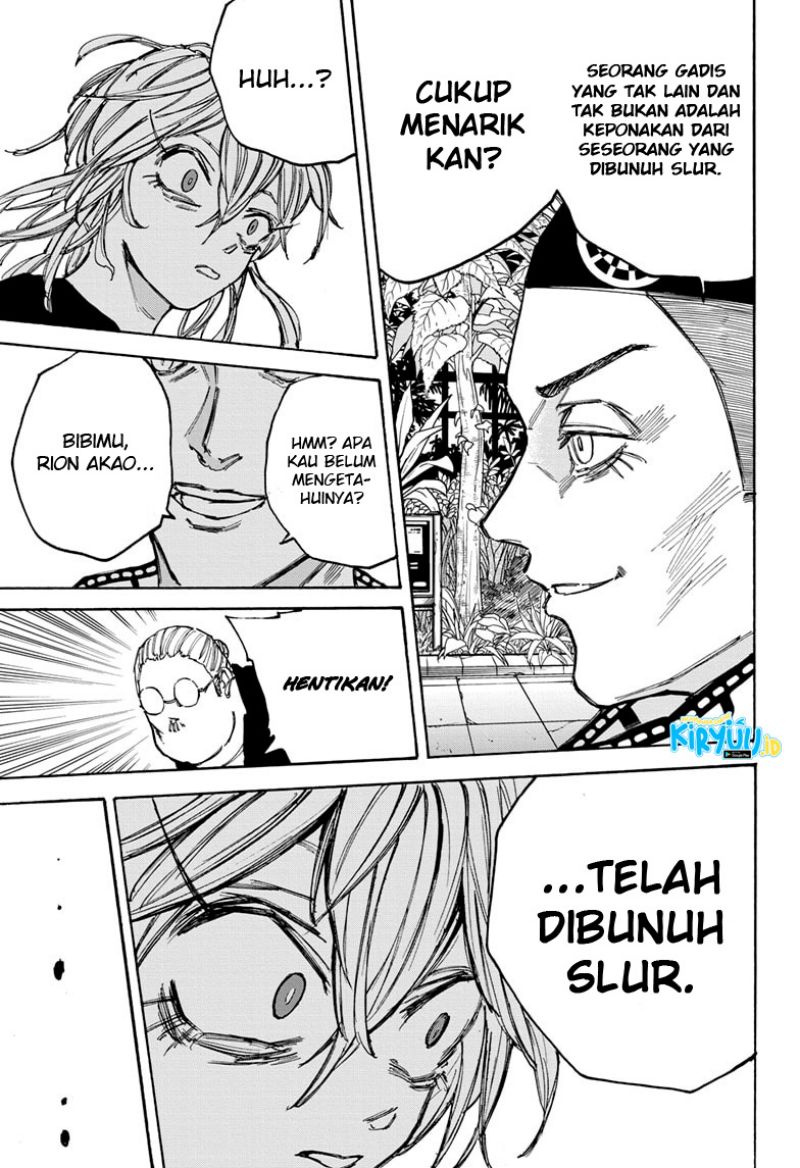 SEORANG GADIS
YANG TAK LAIN DAN
TAK BUKAN ADALAH
KEPONAKAN DARI
SESEORANG YANG
DIBUNUH SLUR.
CUKUP
MENARIK
KAN?
HUH...?
HMM? APA
KAU BELUM
MENGETA-
HUINYA?
BIBIMU,
RION AKAO...
HENTIKAN!
KIRYUU.ID
...TELAH
DIBUNUH
SLUR.